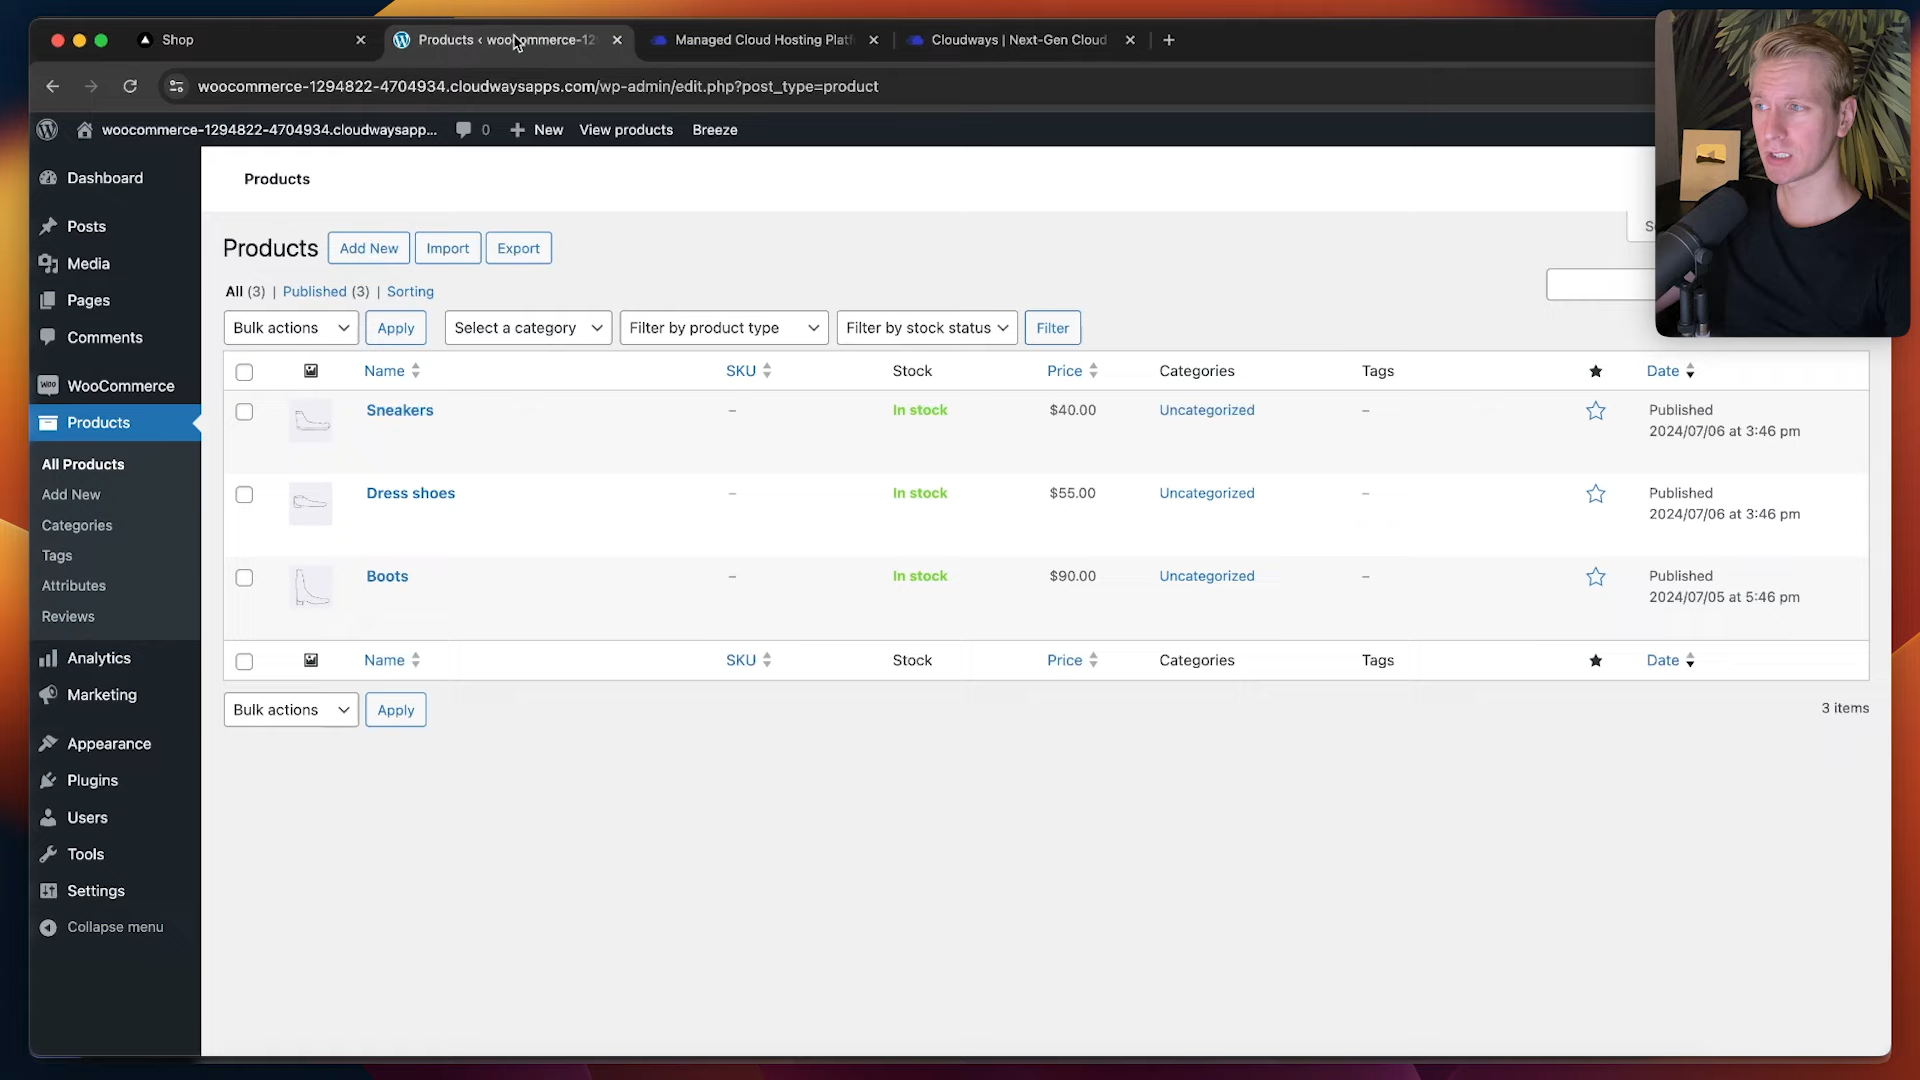 Shop
Products ‹ woocommerce-12
Managed Cloud Hosting Platf
Cloudways | Next-Gen Cloud
woocommerce-1294822-4704934.cloudwaysapps.com/wp-admin/edit.php?post_type=product
woocommerce-1294822-4704934.cloudwaysapp... 0 New View products Breeze
Dashboard
Posts
Media
Pages
Comments
WooCommerce
Products
All Products
Add New
Categories
Tags
Attributes
Reviews
Analytics
Marketing
Appearance
Plugins
Users
Tools
Settings
Collapse menu
Products
Products Add New Import Export
All (3) | Published (3) | Sorting
Bulk actions Apply Select a category Filter by product type Filter by stock status Filter
Name SKU Stock Price Categories Tags Date
Sneakers – In stock $40.00 Uncategorized – Published
2024/07/06 at 3:46 pm
Dress shoes – In stock $55.00 Uncategorized – Published
2024/07/06 at 3:46 pm
Boots – In stock $90.00 Uncategorized – Published
2024/07/05 at 5:46 pm
Name SKU Stock Price Categories Tags Date
Bulk actions Apply
3 items